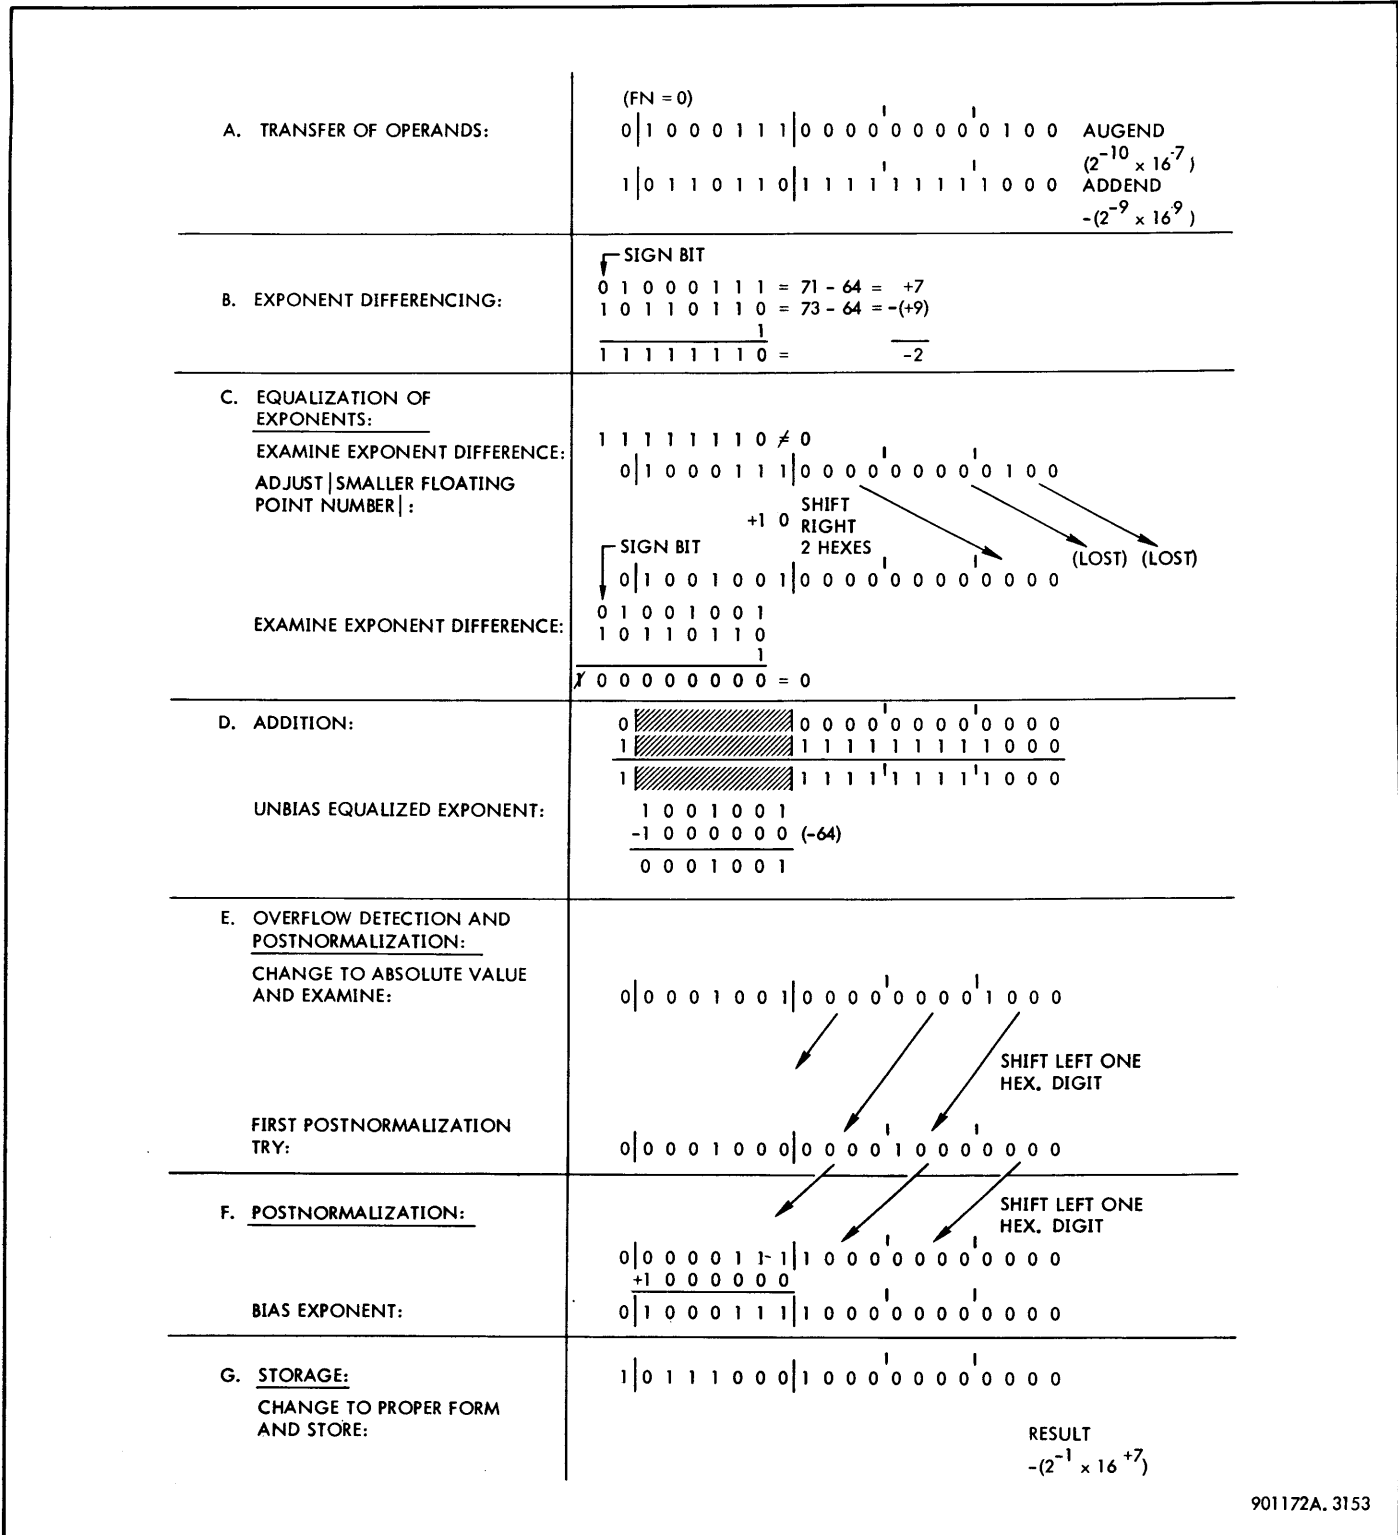 (FN = 0)
A. TRANSFER OF OPERANDS:
0|1 0 0 0 1 1 1|0 0 0 0 0 0 0 0 0 1 0 0 AUGEND
(2^-10 x 16^-7)
1|0 1 1 0 1 1 0|1 1 1 1 1 1 1 1 1 0 0 0 ADDEND
-(2^-9 x 16^9)
SIGN BIT
B. EXPONENT DIFFERENCING:
0 1 0 0 0 1 1 1 = 71 - 64 = +7
1 0 1 1 0 1 1 0 = 73 - 64 = -(+9)
1
1 1 1 1 1 1 1 0 = -2
C. EQUALIZATION OF
EXPONENTS:
EXAMINE EXPONENT DIFFERENCE:
1 1 1 1 1 1 1 0 ≠ 0
0|1 0 0 0 1 1 1|0 0 0 0 0 0 0 0 0 1 0 0
ADJUST |SMALLER FLOATING
POINT NUMBER| :
+1 0
SHIFT
RIGHT
2 HEXES
(LOST) (LOST)
SIGN BIT
0|1 0 0 1 0 0 1|0 0 0 0 0 0 0 0 0 0 0 0
EXAMINE EXPONENT DIFFERENCE:
0 1 0 0 1 0 0 1
1 0 1 1 0 1 1 0
1
1 0 0 0 0 0 0 0 0 = 0
D. ADDITION:
0 0 0 0 0 0 0 0 0 0 0 0 0
1 1 1 1 1 1 1 1 1 1 0 0 0
1 1 1 1 1 1 1 1 1 1 0 0 0
UNBIAS EQUALIZED EXPONENT:
1 0 0 1 0 0 1
-1 0 0 0 0 0 0 (-64)
0 0 0 1 0 0 1
E. OVERFLOW DETECTION AND
POSTNORMALIZATION:
CHANGE TO ABSOLUTE VALUE
AND EXAMINE:
0|0 0 0 1 0 0 1|0 0 0 0 0 0 0 0 1 0 0 0
SHIFT LEFT ONE
HEX. DIGIT
FIRST POSTNORMALIZATION
TRY:
0|0 0 0 1 0 0 0|0 0 0 0 1 0 0 0 0 0 0 0
F. POSTNORMALIZATION:
SHIFT LEFT ONE
HEX. DIGIT
0|0 0 0 0 1 1 1|1 0 0 0 0 0 0 0 0 0 0 0
+1 0 0 0 0 0 0
BIAS EXPONENT:
0|1 0 0 0 1 1 1|1 0 0 0 0 0 0 0 0 0 0 0
G. STORAGE:
1|0 1 1 1 0 0 0|1 0 0 0 0 0 0 0 0 0 0 0
CHANGE TO PROPER FORM
AND STORE:
RESULT
-(2^-1 x 16^+7)
901172A. 3153